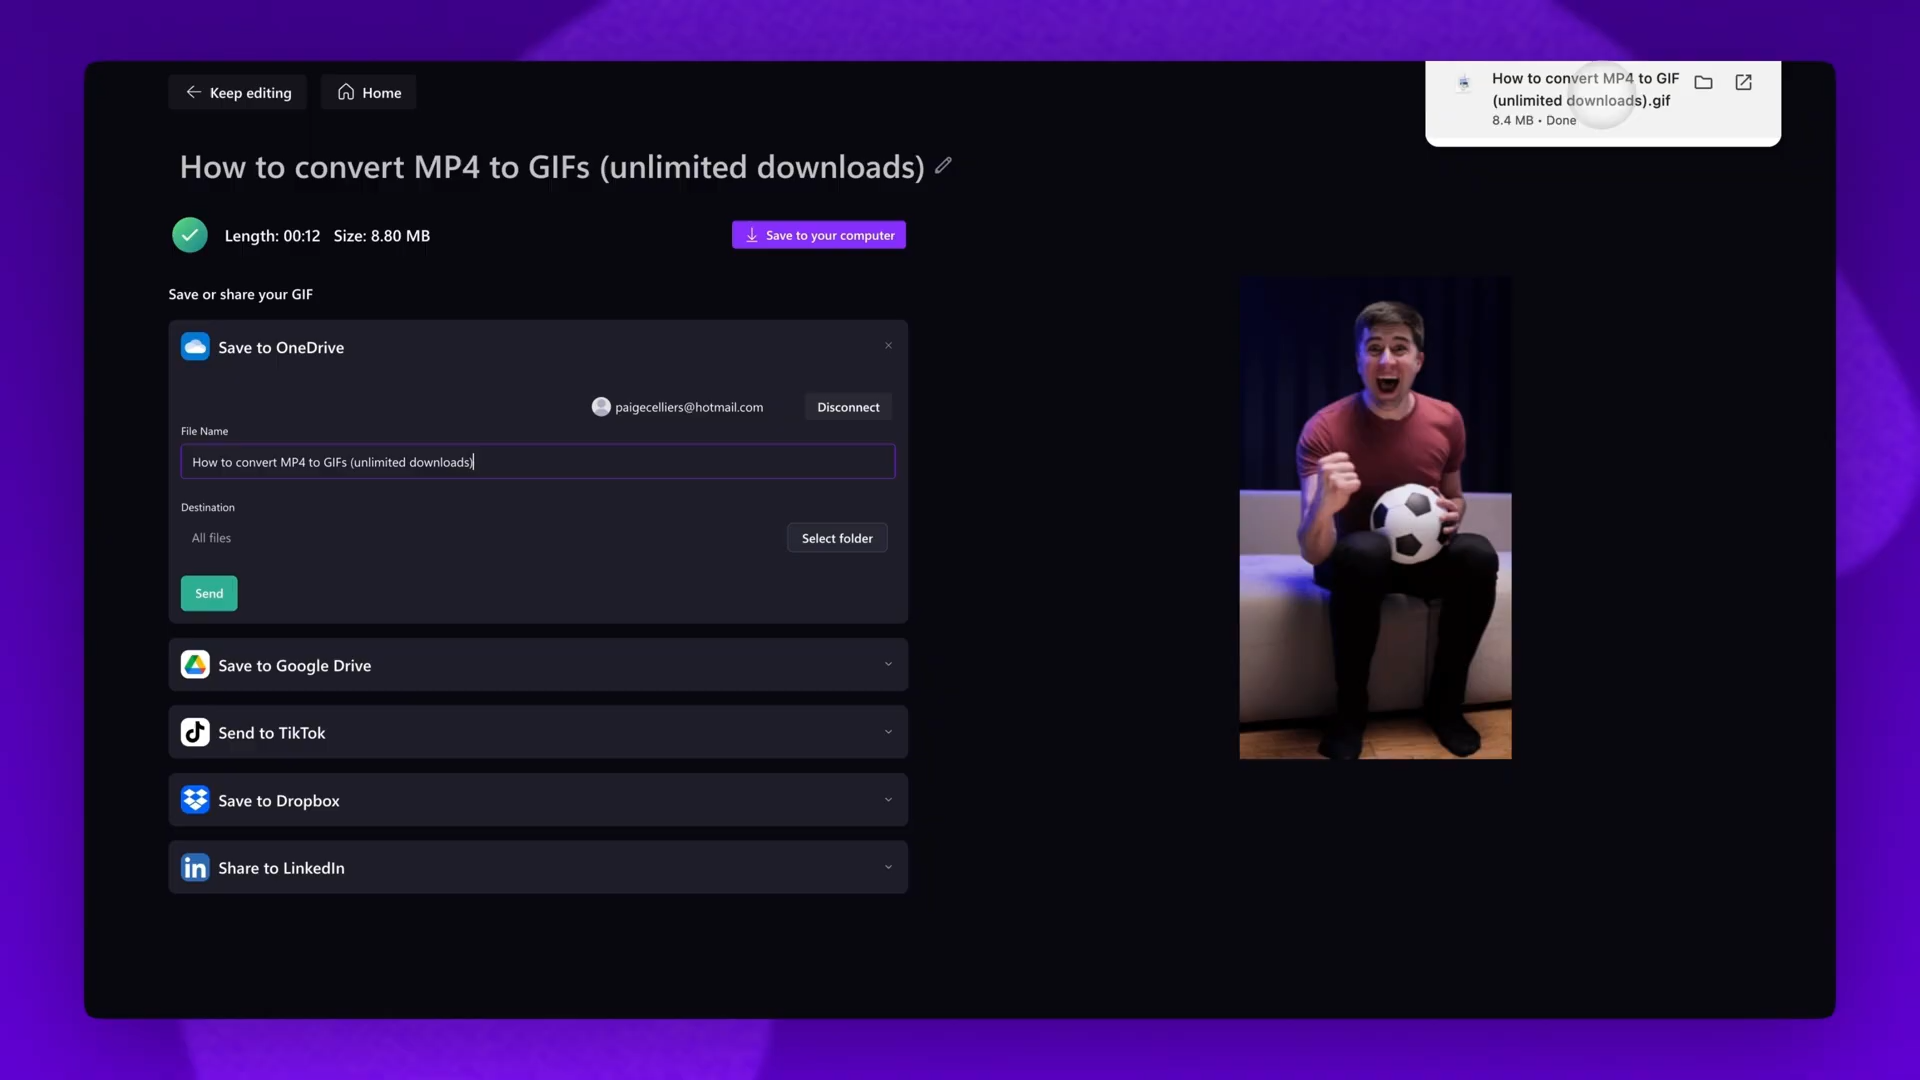 Keep editing
Home
How to convert MP4 to GIF
(unlimited downloads).gif
8.4 MB • Done
How to convert MP4 to GIFs (unlimited downloads)
Length: 00:12 Size: 8.80 MB
Save to your computer
Save or share your GIF
Save to OneDrive
paigecelliers@hotmail.com
Disconnect
File Name
How to convert MP4 to GIFs (unlimited downloads)
Destination
All files
Select folder
Send
Save to Google Drive
Send to TikTok
Save to Dropbox
in
Share to LinkedIn